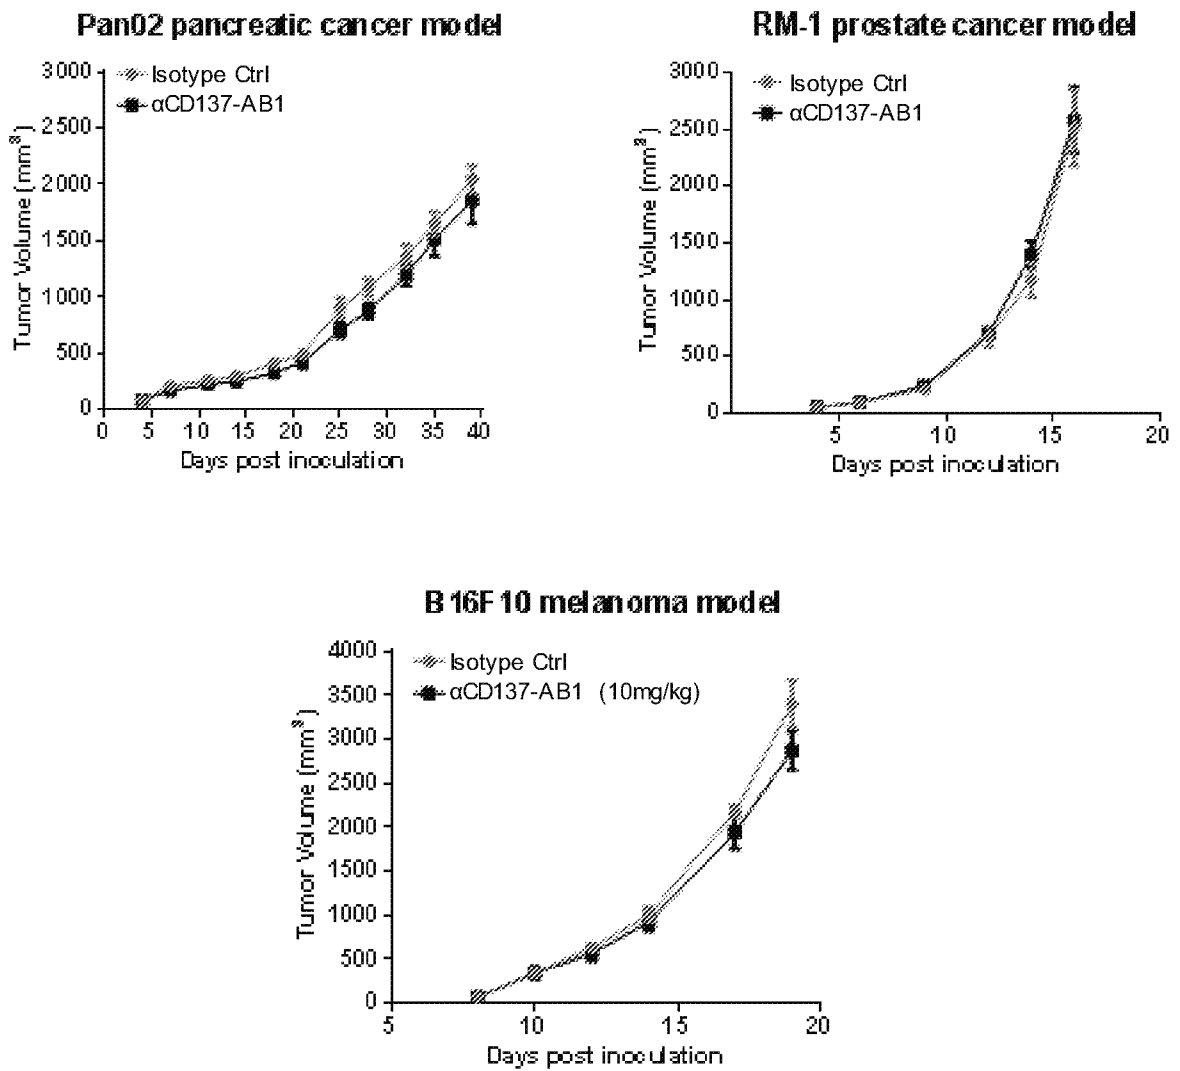 Pan02 pancreatic cancer model
Isotype Ctrl
αCD137-AB1
Tumor Volume (mm³)
3000
2500
2000
1500
1000
500
0
0 5 10 15 20 25 30 35 40
Days post inoculation
RM-1 prostate cancer model
Isotype Ctrl
αCD137-AB1
Tumor Volume (mm³)
3000
2500
2000
1500
1000
500
0
5 10 15 20
Days post inoculation
B16F10 melanoma model
Isotype Ctrl
αCD137-AB1 (10mg/kg)
Tumor Volume (mm³)
4000
3500
3000
2500
2000
1500
1000
500
0
5 10 15 20
Days post inoculation